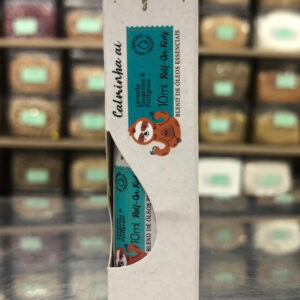 Calminha aí
Lavanda
Tangerina &
Petitgrain
10ml Roll-On Kids
BLEND DE ÓLEOS ESSENCIAIS
10ml Roll-On Kids
BLEND DE ÓLEOS